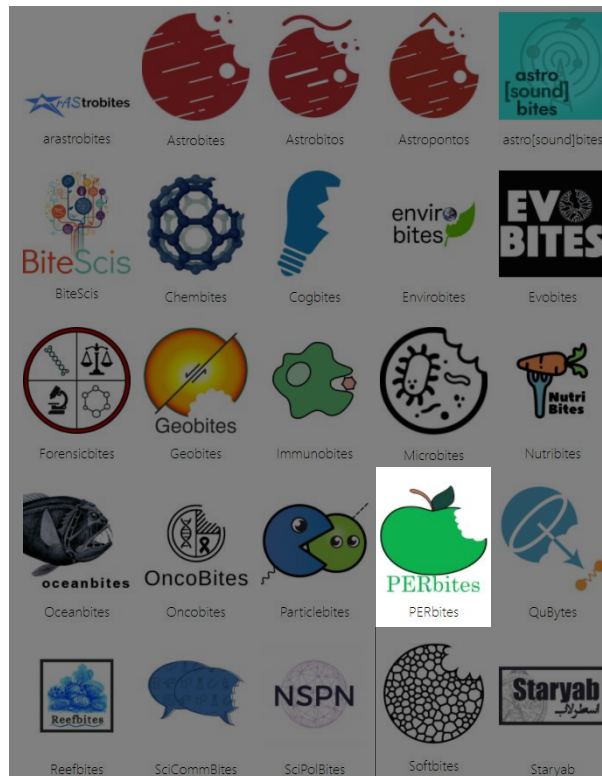 arAStrobites
arastrobites
Astrobites
Astrobitos
Astropontos
astro
[sound]
bites
astro[sound]bites
BiteScis
BiteScis
Chembites
Cogbites
enviro
bites
Envirobites
EVO
BITES
Evobites
Forensicbites
Geobites
Geobites
Immunobites
Microbites
Nutri
Bites
Nutribites
oceanbites
Oceanbites
OncoBites
Oncobites
Particlebites
PERbites
PERbites
QuBytes
Reefbites
Reefbites
SciCommBites
NSPN
SciPolBites
Softbites
Staryab
اسطرلاب
Staryab